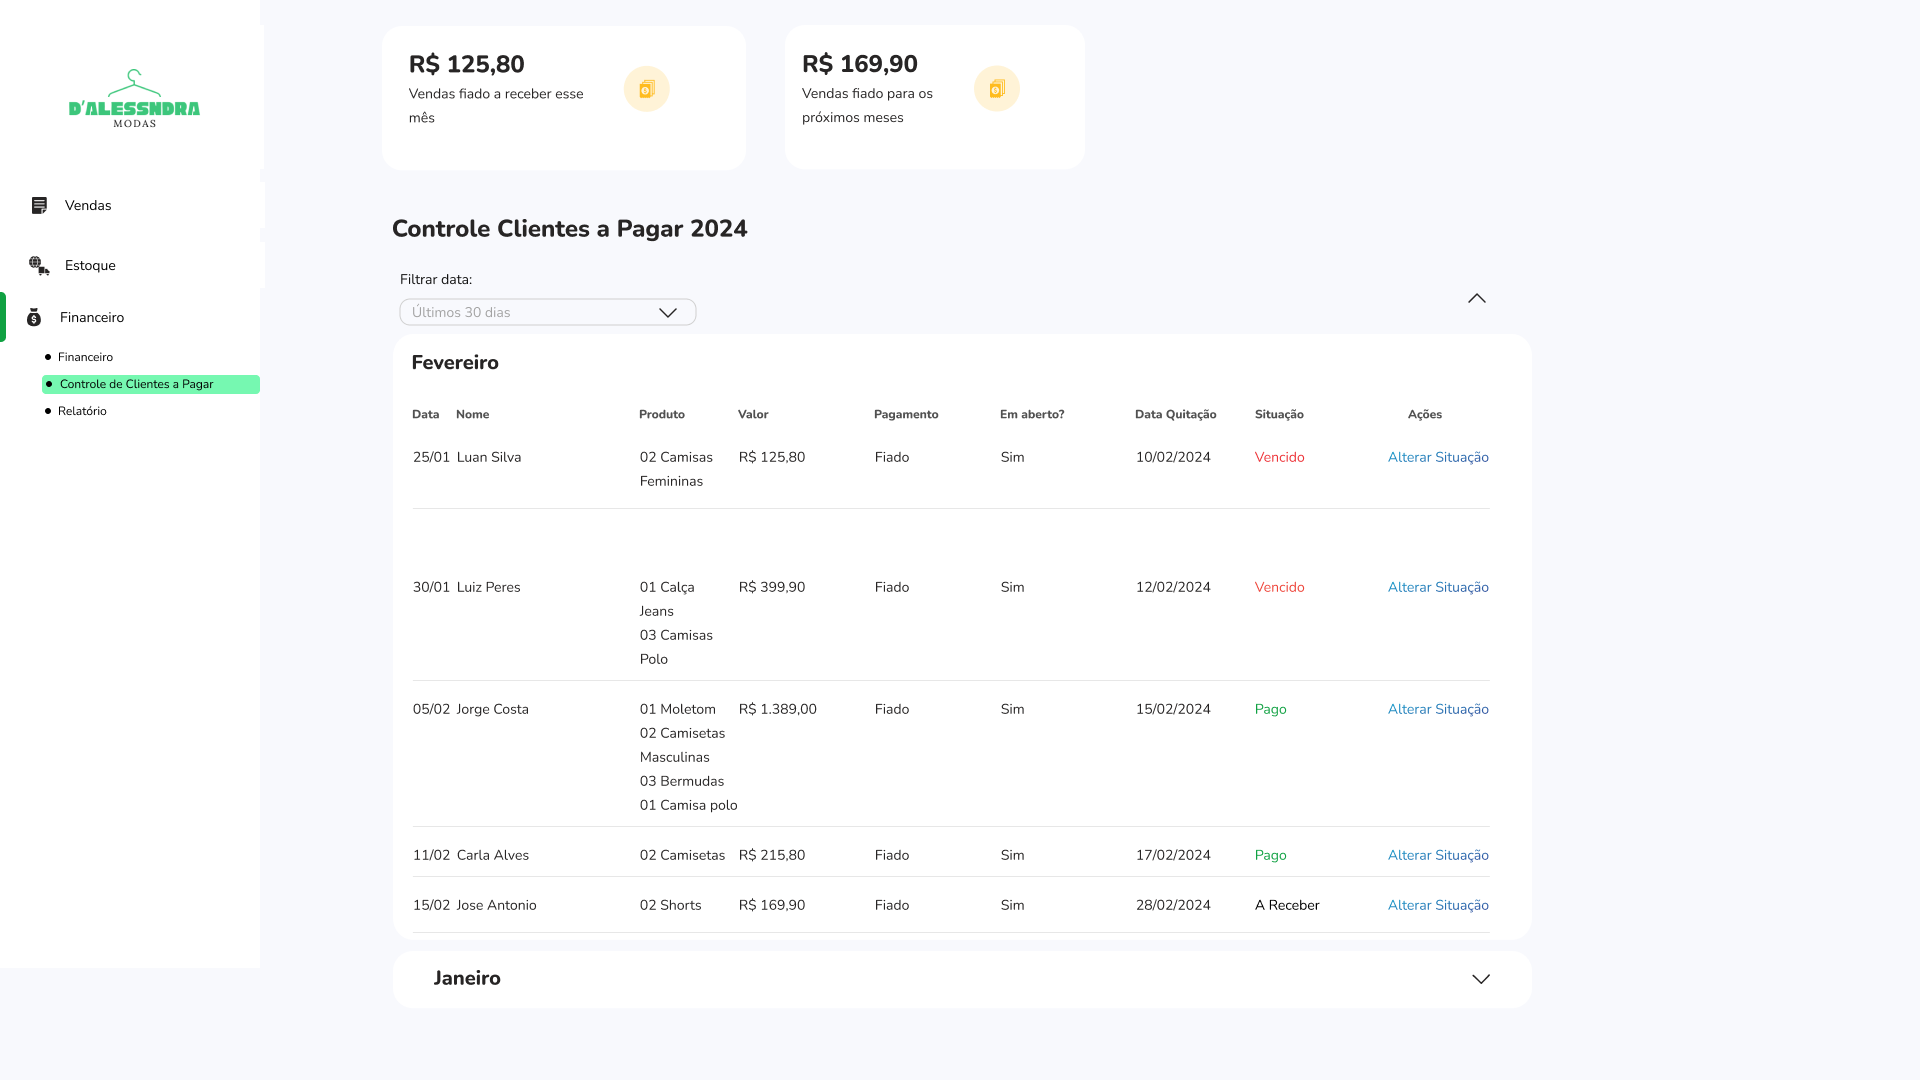 D'ALESSNDRA
MODAS
Vendas
Estoque
Financeiro
Financeiro
Controle de Clientes a Pagar
Relatório
R$ 125,80
Vendas fiado a receber esse
mês
R$ 169,90
Vendas fiado para os
próximos meses
Controle Clientes a Pagar 2024
Filtrar data:
Últimos 30 dias
Fevereiro
Data Nome Produto Valor Pagamento Em aberto? Data Quitação Situação Ações
25/01 Luan Silva 02 Camisas R$ 125,80 Fiado Sim 10/02/2024 Vencido Alterar Situação
Femininas
30/01 Luiz Peres 01 Calça R$ 399,90 Fiado Sim 12/02/2024 Vencido Alterar Situação
Jeans
03 Camisas
Polo
05/02 Jorge Costa 01 Moletom R$ 1.389,00 Fiado Sim 15/02/2024 Pago Alterar Situação
02 Camisetas
Masculinas
03 Bermudas
01 Camisa polo
11/02 Carla Alves 02 Camisetas R$ 215,80 Fiado Sim 17/02/2024 Pago Alterar Situação
15/02 Jose Antonio 02 Shorts R$ 169,90 Fiado Sim 28/02/2024 A Receber Alterar Situação
Janeiro